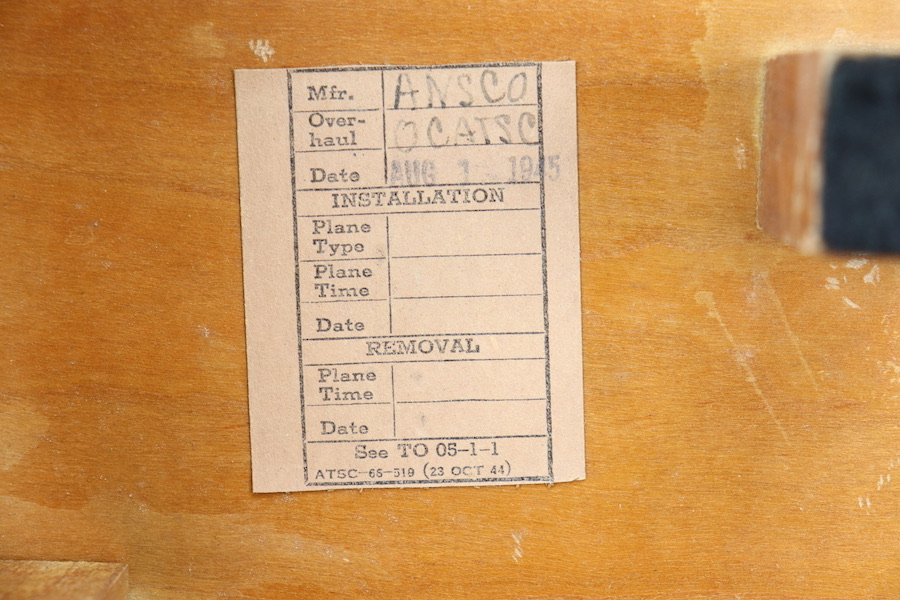 Mfr. ANSCO
Over-
haul OCATSC
Date AUG 1 - 1945
INSTALLATION
Plane
Type
Plane
Time
Date
REMOVAL
Plane
Time
Date
See TO 05-1-1
ATSC-65-519 (23 OCT 44)